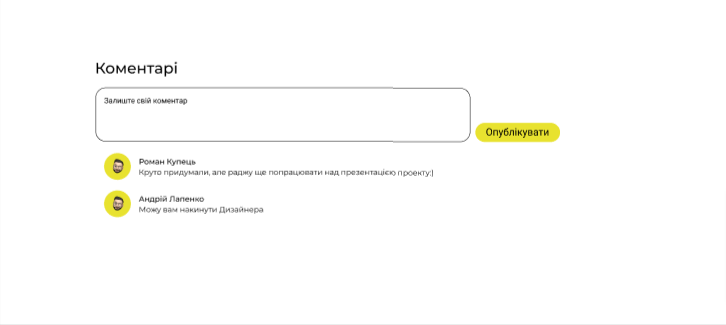 Коментарі
Залиште свій коментар
Опублікувати
Роман Купець
Круто придумали, але раджу ще попрацювати над презентацією проекту:)
Андрій Лапенко
Можу вам накинути Дизайнера